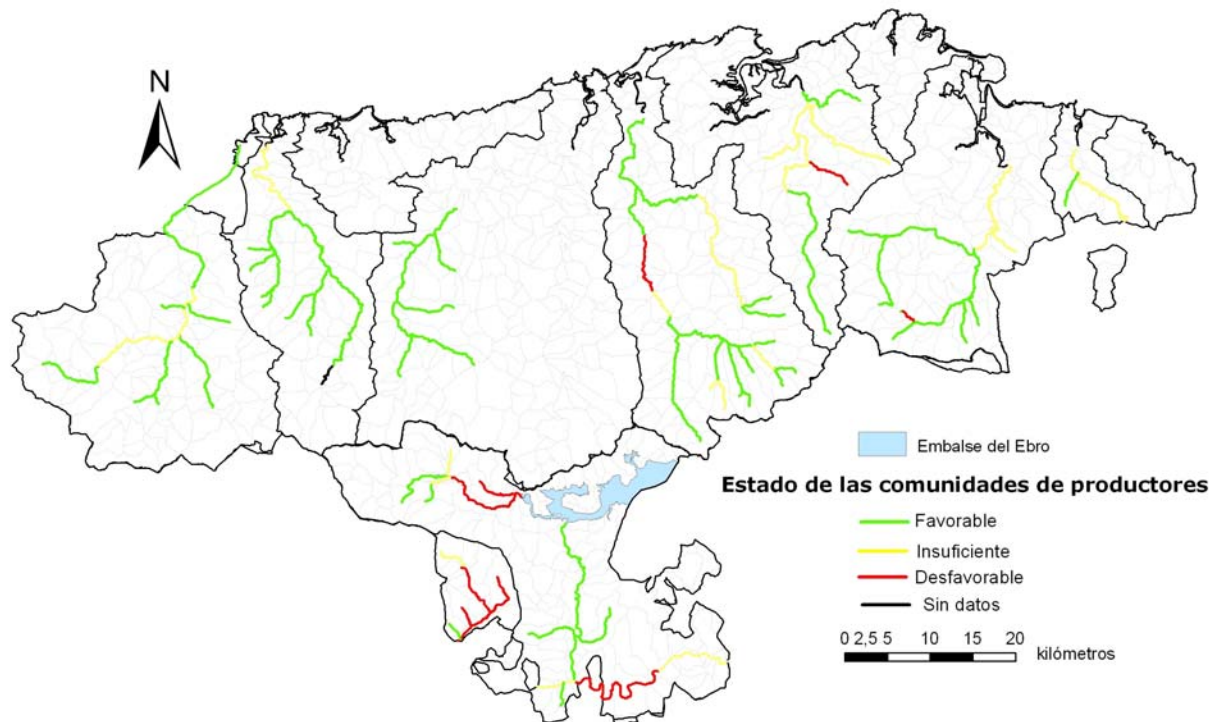 N
Embalse del Ebro
Estado de las comunidades de productores
Favorable
Insuficiente
Desfavorable
Sin datos
0 2,5 5 10 15 20
kilómetros